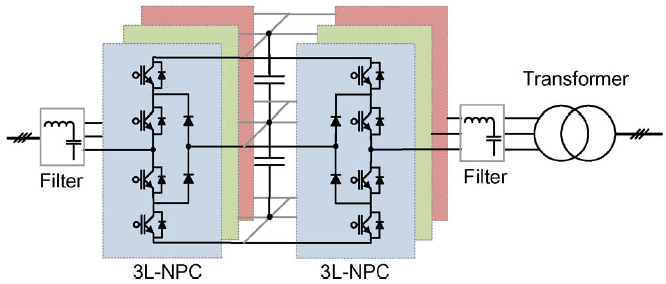 Transformer
Filter
Filter
3L-NPC
3L-NPC